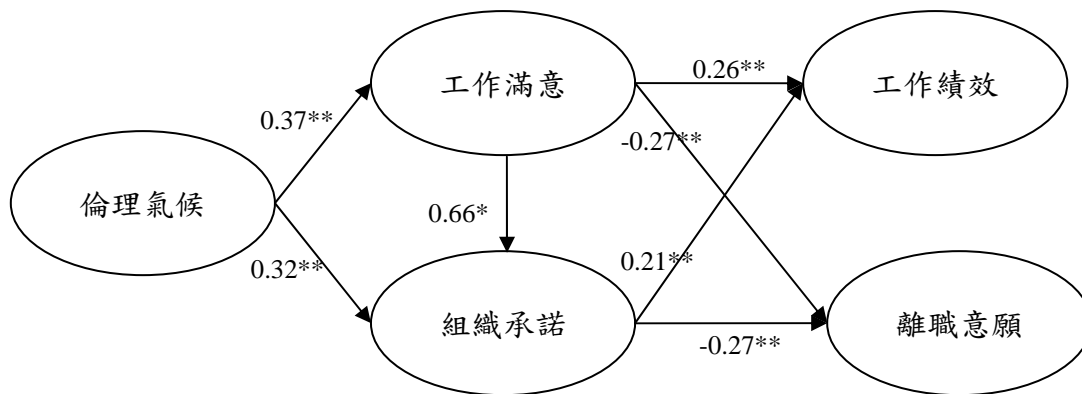 工作滿意
0.26**
工作績效
0.37**
-0.27**
倫理氣候
0.66*
0.32**
0.21**
組織承諾
離職意願
-0.27**